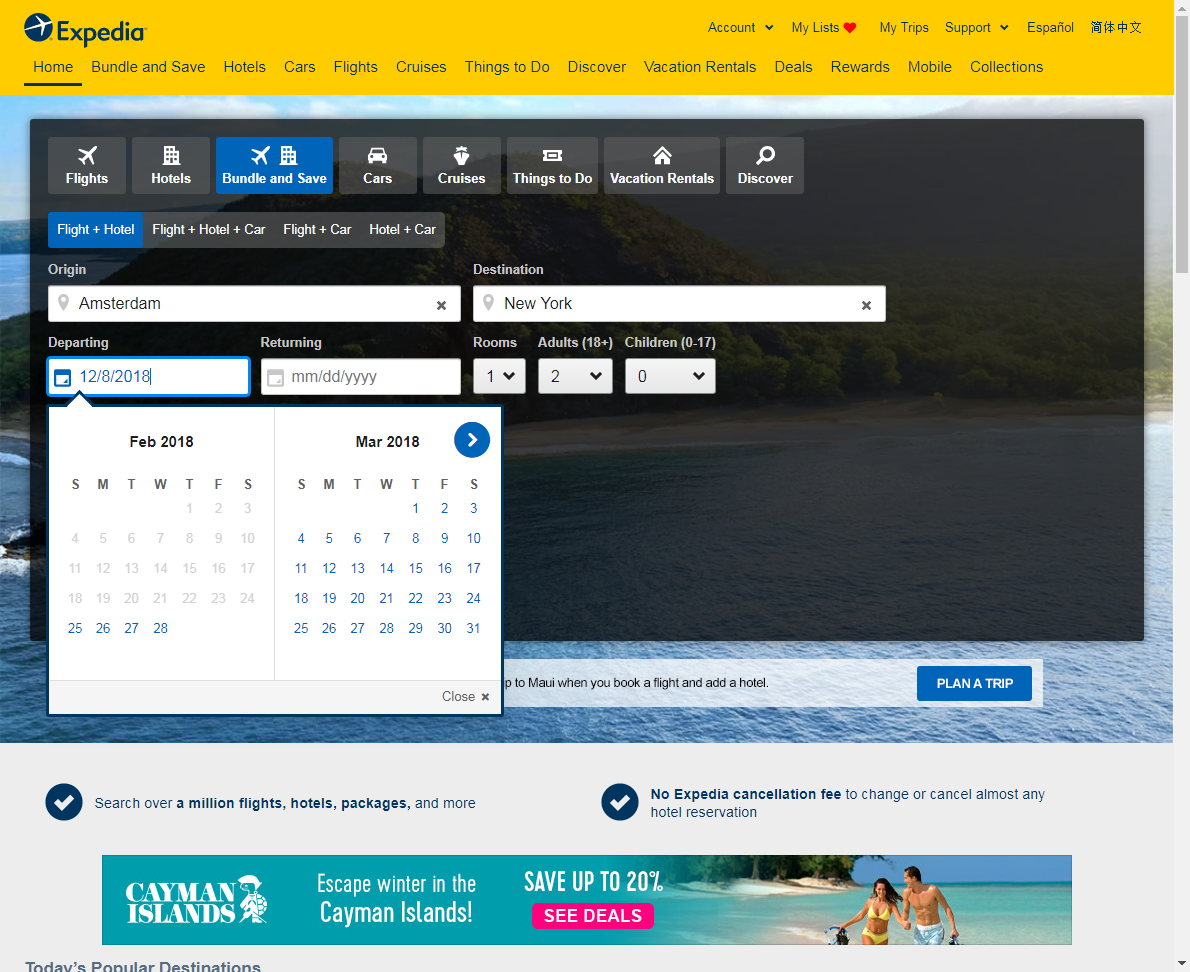 Expedia
Account My Lists My Trips Support Español 简体中文
Home Bundle and Save Hotels Cars Flights Cruises Things to Do Discover Vacation Rentals Deals Rewards Mobile Collections
Flights Hotels Bundle and Save Cars Cruises Things to Do Vacation Rentals Discover
Flight + Hotel Flight + Hotel + Car Flight + Car Hotel + Car
Origin Destination
Amsterdam New York
Departing Returning Rooms Adults (18+) Children (0-17)
12/8/2018 mm/dd/yyyy 1 2 0
Feb 2018 Mar 2018
S M T W T F S S M T W T F S
1 2 3 1 2 3
4 5 6 7 8 9 10 4 5 6 7 8 9 10
11 12 13 14 15 16 17 11 12 13 14 15 16 17
18 19 20 21 22 23 24 18 19 20 21 22 23 24
25 26 27 28 25 26 27 28 29 30 31
Close
to Maui when you book a flight and add a hotel. PLAN A TRIP
Search over a million flights, hotels, packages, and more
No Expedia cancellation fee to change or cancel almost any
hotel reservation
CAYMAN
ISLANDS
Escape winter in the
Cayman Islands!
SAVE UP TO 20%
SEE DEALS
Today's Popular Destinations